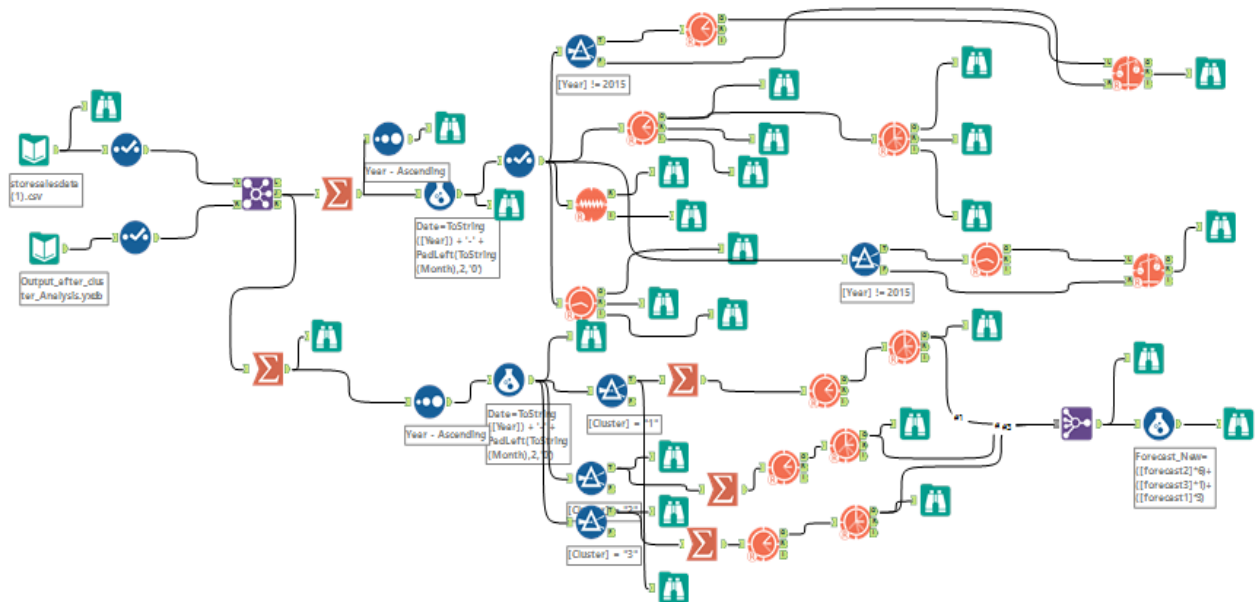 [Year] != 2015
storesalesdata
(1).csv
Year - Ascending
Date=ToString
([Year]) + '-' +
PadLeft(ToString
(Month),2,'0')
Output_after_clus
ter_Analysis.yxdb
[Year] != 2015
Year - Ascending
Date=ToString
([Year]) + '-' +
PadLeft(ToString
(Month),2,'0')
[Cluster] = "1"
#1
#
#3
[Cluster] = "2"
[Cluster] = "3"
Forecast_New=
([forecast2]*6)+
([forecast3]*1)+
([forecast1]*3)